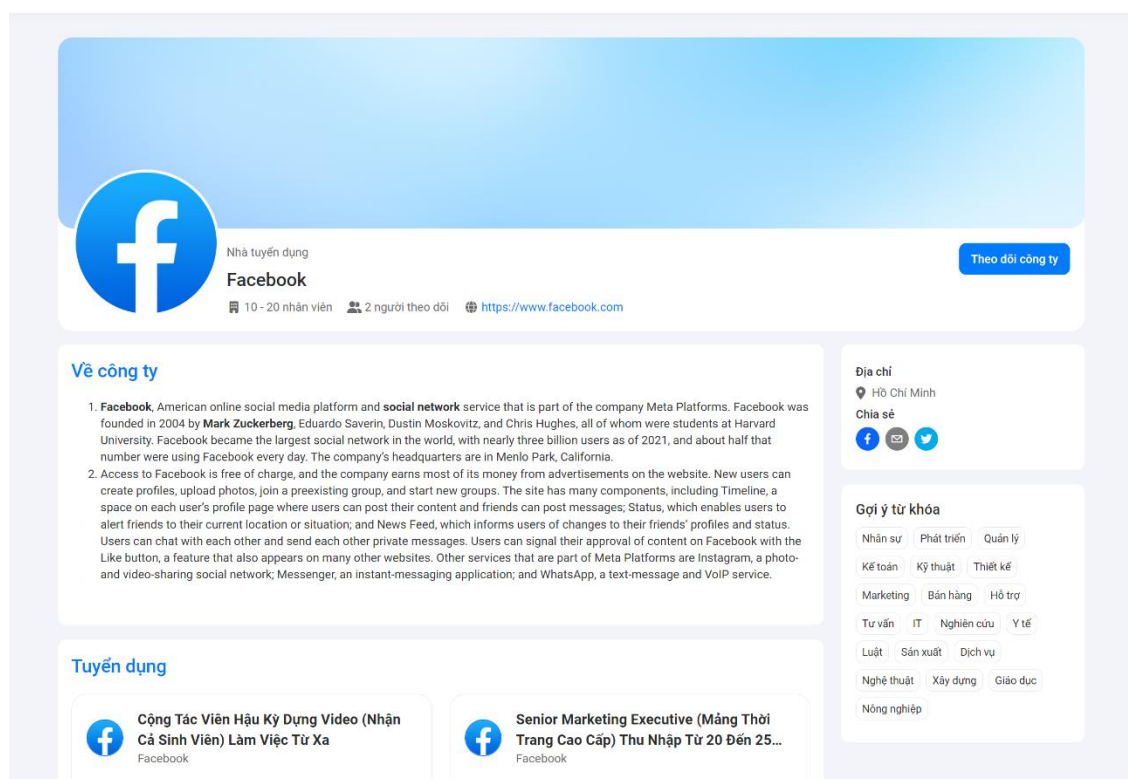 Nhà tuyển dụng
Facebook
10 - 20 nhân viên 2 người theo dõi https://www.facebook.com
Theo dõi công ty
Về công ty
1. Facebook, American online social media platform and social network service that is part of the company Meta Platforms. Facebook was
founded in 2004 by Mark Zuckerberg, Eduardo Saverin, Dustin Moskovitz, and Chris Hughes, all of whom were students at Harvard
University. Facebook became the largest social network in the world, with nearly three billion users as of 2021, and about half that
number were using Facebook every day. The company's headquarters are in Menlo Park, California.
2. Access to Facebook is free of charge, and the company earns most of its money from advertisements on the website. New users can
create profiles, upload photos, join a preexisting group, and start new groups. The site has many components, including Timeline, a
space on each user's profile page where users can post their content and friends can post messages; Status, which enables users to
alert friends to their current location or situation; and News Feed, which informs users of changes to their friends' profiles and status.
Users can chat with each other and send each other private messages. Users can signal their approval of content on Facebook with the
Like button, a feature that also appears on many other websites. Other services that are part of Meta Platforms are Instagram, a photo-
and video-sharing social network; Messenger, an instant-messaging application; and WhatsApp, a text-message and VoIP service.
Địa chỉ
Hồ Chí Minh
Chia sẻ
Gợi ý từ khóa
Nhân sự Phát triển Quản lý
Kế toán Kỹ thuật Thiết kế
Marketing Bán hàng Hỗ trợ
Tư vấn IT Nghiên cứu Y tế
Luật Sản xuất Dịch vụ
Nghệ thuật Xây dựng Giáo dục
Nông nghiệp
Tuyển dụng
Cộng Tác Viên Hậu Kỳ Dựng Video (Nhận
Cả Sinh Viên) Làm Việc Từ Xa
Facebook
Senior Marketing Executive (Mảng Thời
Trang Cao Cấp) Thu Nhập Từ 20 Đến 25...
Facebook